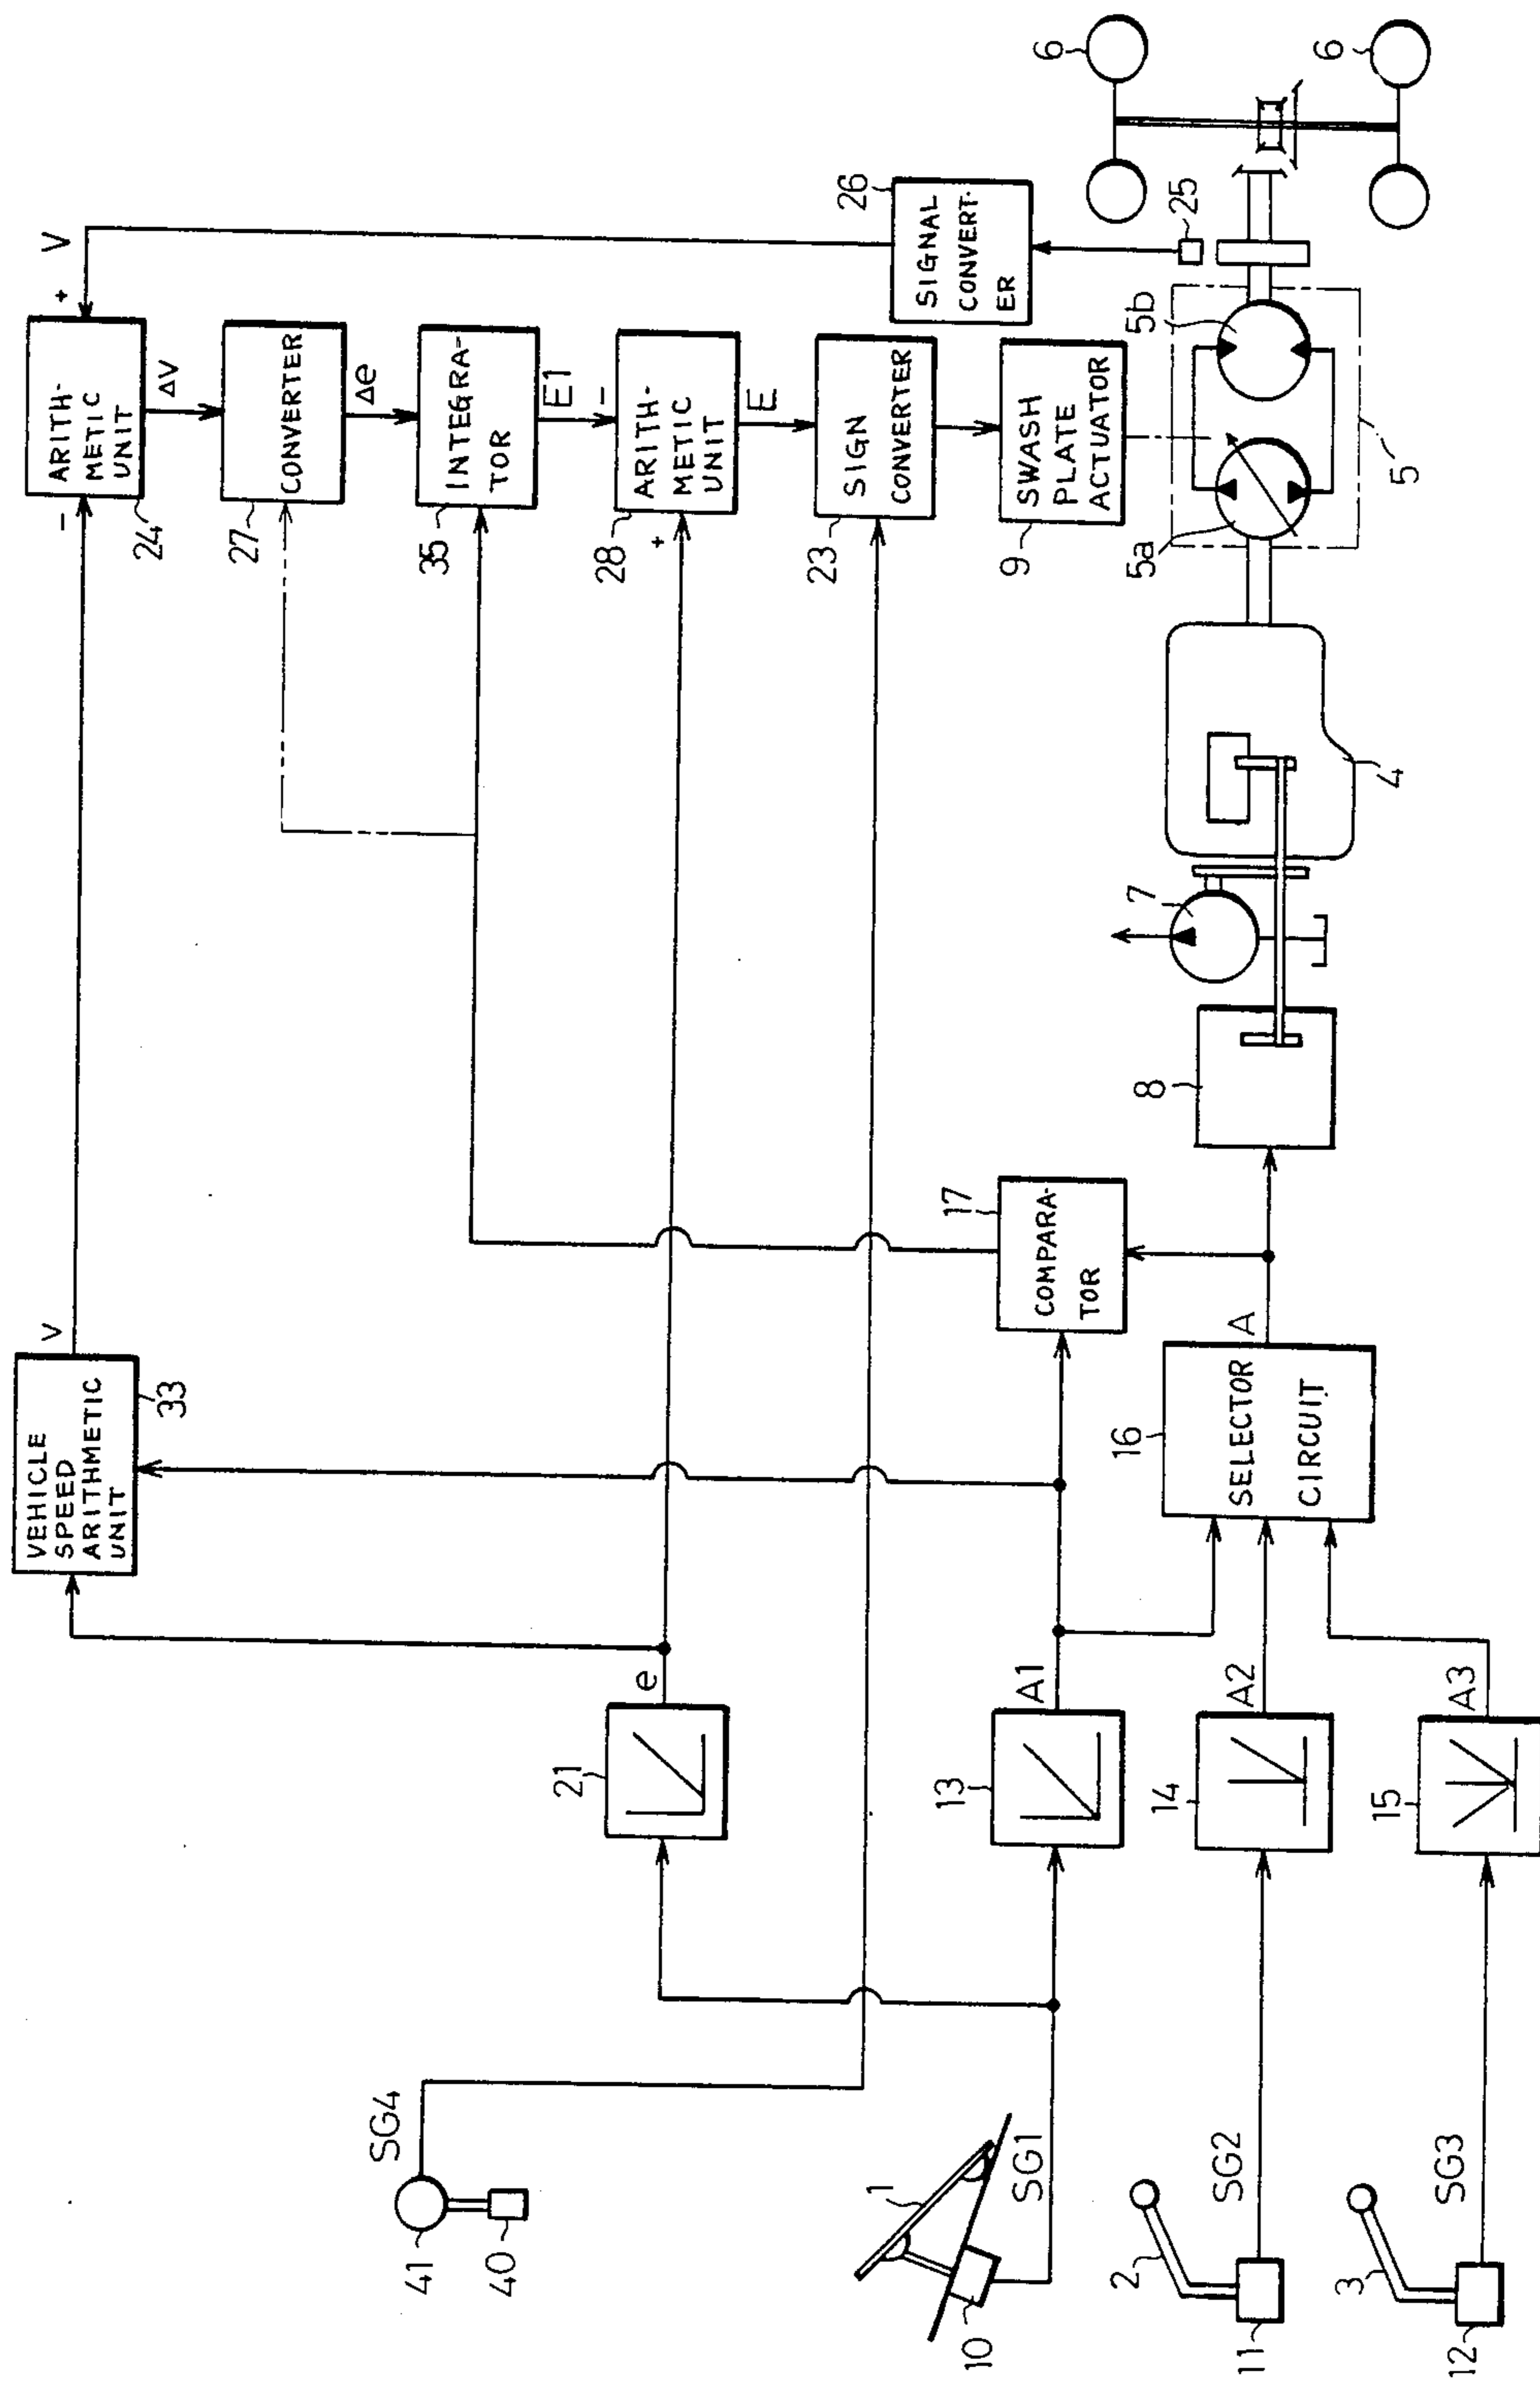 VEHICLE
SPEED
ARITHMETIC
UNIT
33
v
−
+
V
ARITH-
METIC
UNIT
24
Δv
CONVERTER
27
Δe
INTEGRA-
TOR
35
E1
−
+
ARITH-
METIC
UNIT
28
E
SIGN
CONVERTER
23
SWASH
PLATE
ACTUATOR
9
SIGNAL
CONVERT-
ER
26
25
6
6
5a
5b
5
4
7
8
COMPARA-
TOR
17
A
SELECTOR
CIRCUIT
16
21
e
13
A1
14
A2
15
A3
SG4
41
40
1
10
SG1
2
11
SG2
3
12
SG3